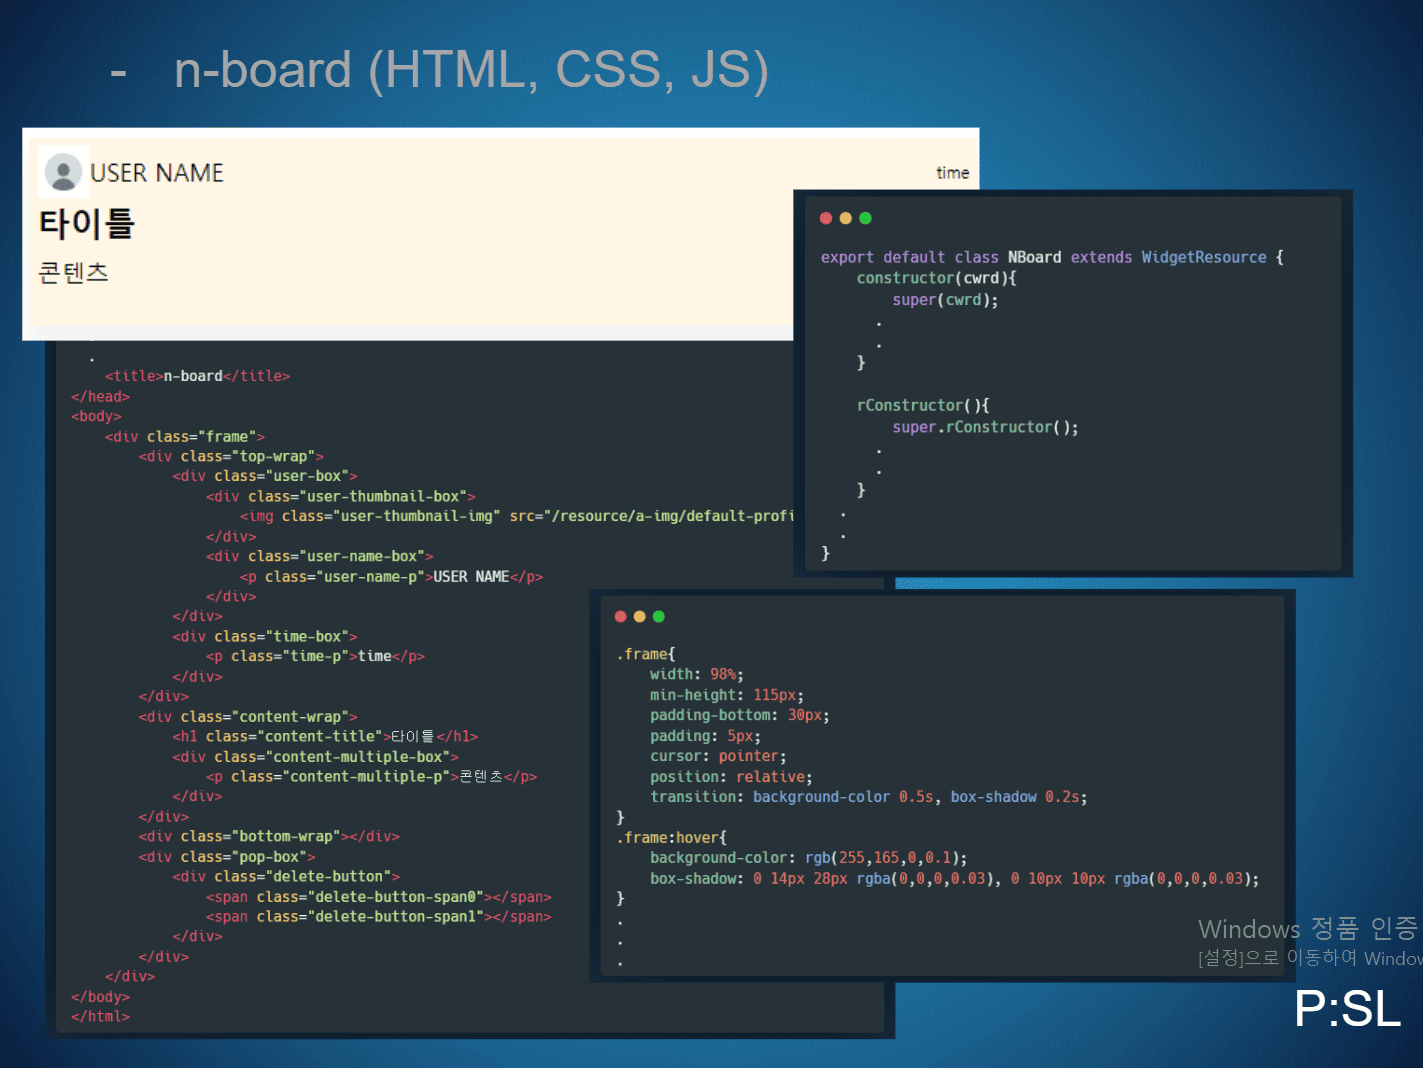 - n-board (HTML, CSS, JS)
USER NAME
time
타이틀
콘텐츠
.
<title>n-board</title>
</head>
<body>
<div class="frame">
<div class="top-wrap">
<div class="user-box">
<div class="user-thumbnail-box">
<img class="user-thumbnail-img" src="/resource/a-img/default-profi
</div>
<div class="user-name-box">
<p class="user-name-p">USER NAME</p>
</div>
</div>
<div class="time-box">
<p class="time-p">time</p>
</div>
</div>
<div class="content-wrap">
<h1 class="content-title">타이틀</h1>
<div class="content-multiple-box">
<p class="content-multiple-p">콘텐츠</p>
</div>
</div>
<div class="bottom-wrap"></div>
<div class="pop-box">
<div class="delete-button">
<span class="delete-button-span0"></span>
<span class="delete-button-span1"></span>
</div>
</div>
</div>
</body>
</html>
export default class NBoard extends WidgetResource {
constructor(cwrd){
super(cwrd);
.
.
}
rConstructor(){
super.rConstructor();
.
.
}
.
.
}
.frame{
width: 98%;
min-height: 115px;
padding-bottom: 30px;
padding: 5px;
cursor: pointer;
position: relative;
transition: background-color 0.5s, box-shadow 0.2s;
}
.frame:hover{
background-color: rgb(255,165,0,0.1);
box-shadow: 0 14px 28px rgba(0,0,0,0.03), 0 10px 10px rgba(0,0,0,0.03);
}
.
.
.
Windows 정품 인증
[설정]으로 이동하여 Window
P:SL